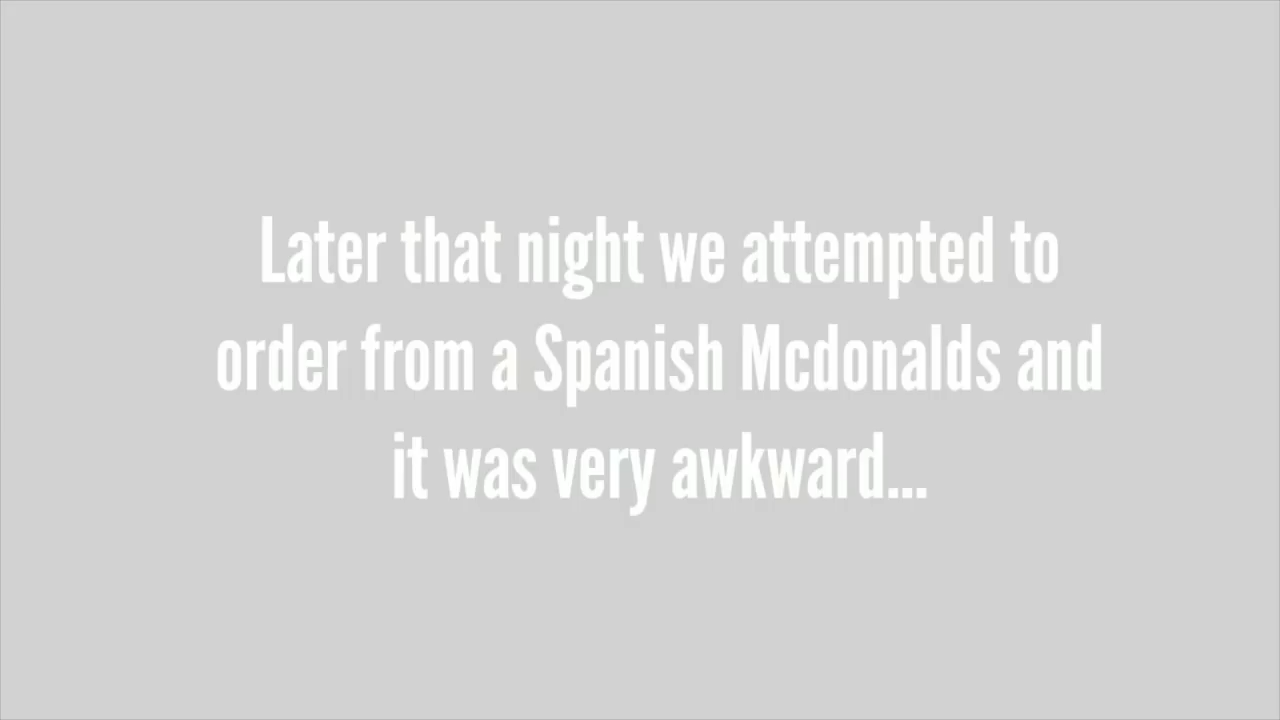 Later that night we attempted to
order from a Spanish Mcdonalds and
it was very awkward...